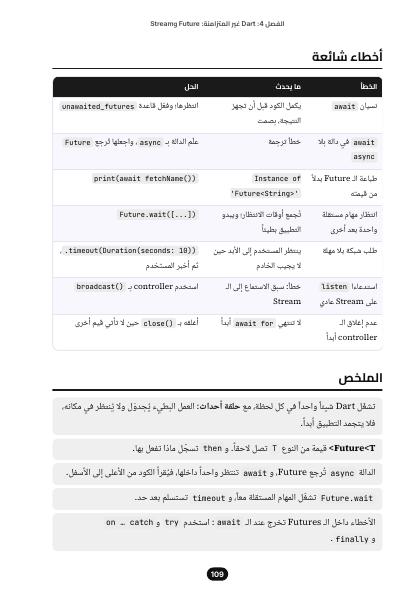 الفصل 4: Dart غير المتزامنة: Future وStream
أخطاء شائعة
الخطأ ما يحدث الحل
نسيان await يكمل الكود قبل أن تجهز انتظرها؛ وفعّل قاعدة unawaited_futures
النتيجة، بصمت
await في دالة بلا خطأ ترجمة علّم الدالة بـ async، واجعلها تُرجع Future
async
طباعة الـ Future بدلاً Instance of print(await fetchName())
من قيمته 'Future<String>'
انتظار مهام مستقلة تُجمع أوقات الانتظار؛ ويبدو Future.wait([...])
واحدة بعد أخرى التطبيق بطيئاً
طلب شبكة بلا مهلة ينتظر المستخدم إلى الأبد حين .timeout(Duration(seconds: 10))،
لا يجيب الخادم ثم أخبر المستخدم
استدعاءا listen خطأ: سبق الاستماع إلى الـ استخدم controller بـ broadcast()
على Stream عادي Stream
عدم إغلاق الـ لا تنتهي await for أبداً أغلقه بـ close() حين لا تأتي قيم أخرى
controller أبداً
الملخص
تشغّل Dart شيئاً واحداً في كل لحظة، مع حلقة أحداث: العمل البطيء يُجدوَل ولا يُنتظر في مكانه،
فلا يتجمد التطبيق أبداً.
Future<T> قيمة من النوع T تصل لاحقاً. و then تسجّل ماذا تفعل بها.
الدالة async تُرجع Future، و await تنتظر واحداً داخلها، فيُقرأ الكود من الأعلى إلى الأسفل.
Future.wait تشغّل المهام المستقلة معاً، و timeout تستسلم بعد حد.
الأخطاء داخل الـ Futures تخرج عند الـ await: استخدم try و on … catch
و finally.
109